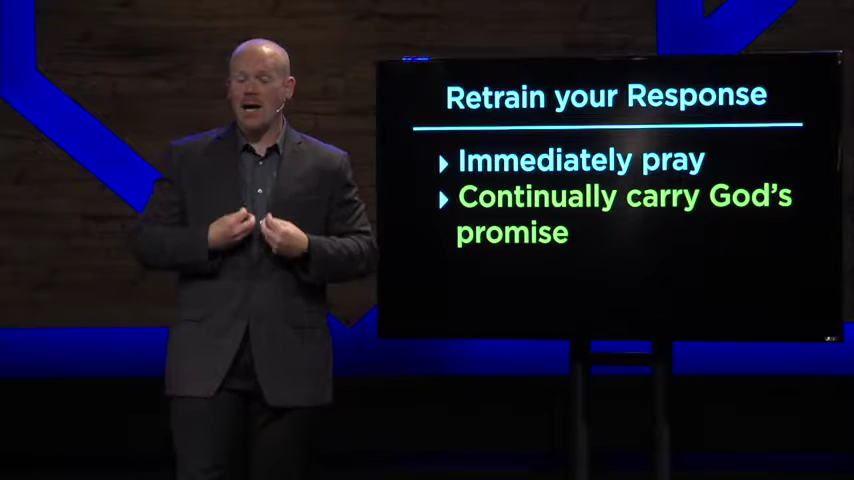 Retrain your Response
Immediately pray
Continually carry God's
promise